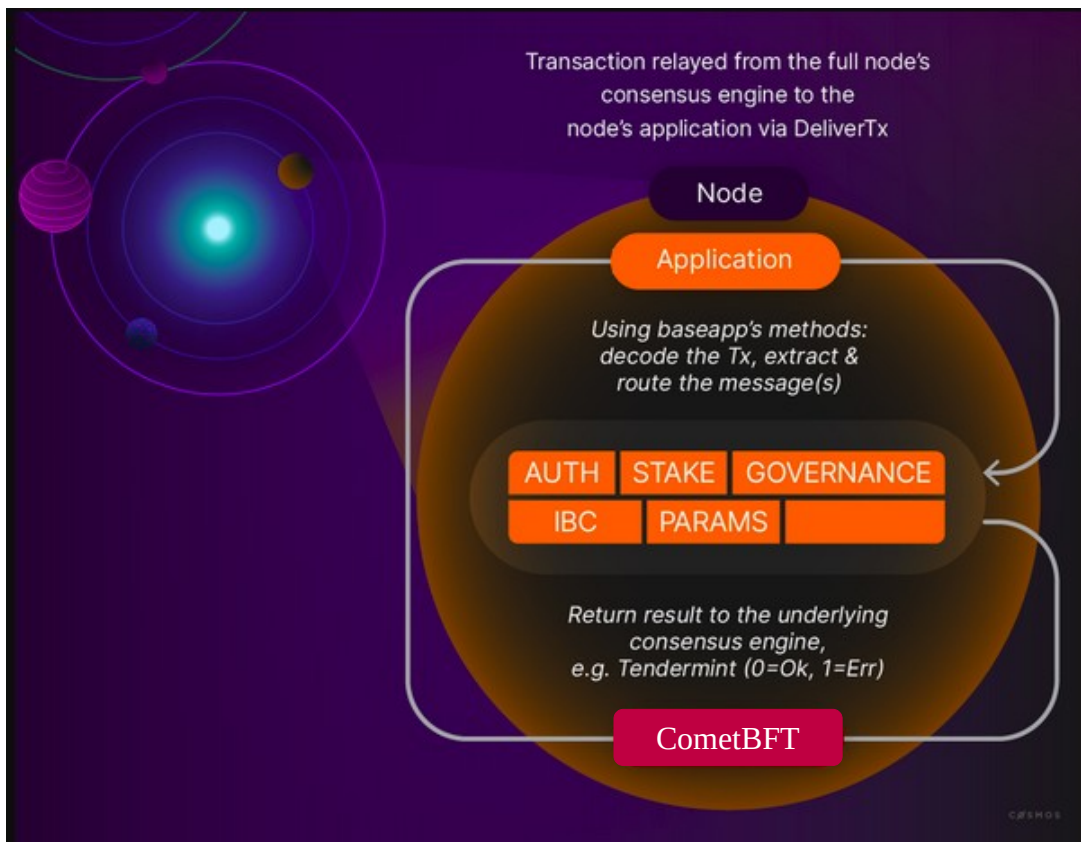 Transaction relayed from the full node's
consensus engine to the
node's application via DeliverTx
Node
Application
Using baseapp's methods:
decode the Tx, extract &
route the message(s)
AUTH STAKE GOVERNANCE
IBC PARAMS
Return result to the underlying
consensus engine,
e.g. Tendermint (0=Ok, 1=Err)
CometBFT
COSMOS